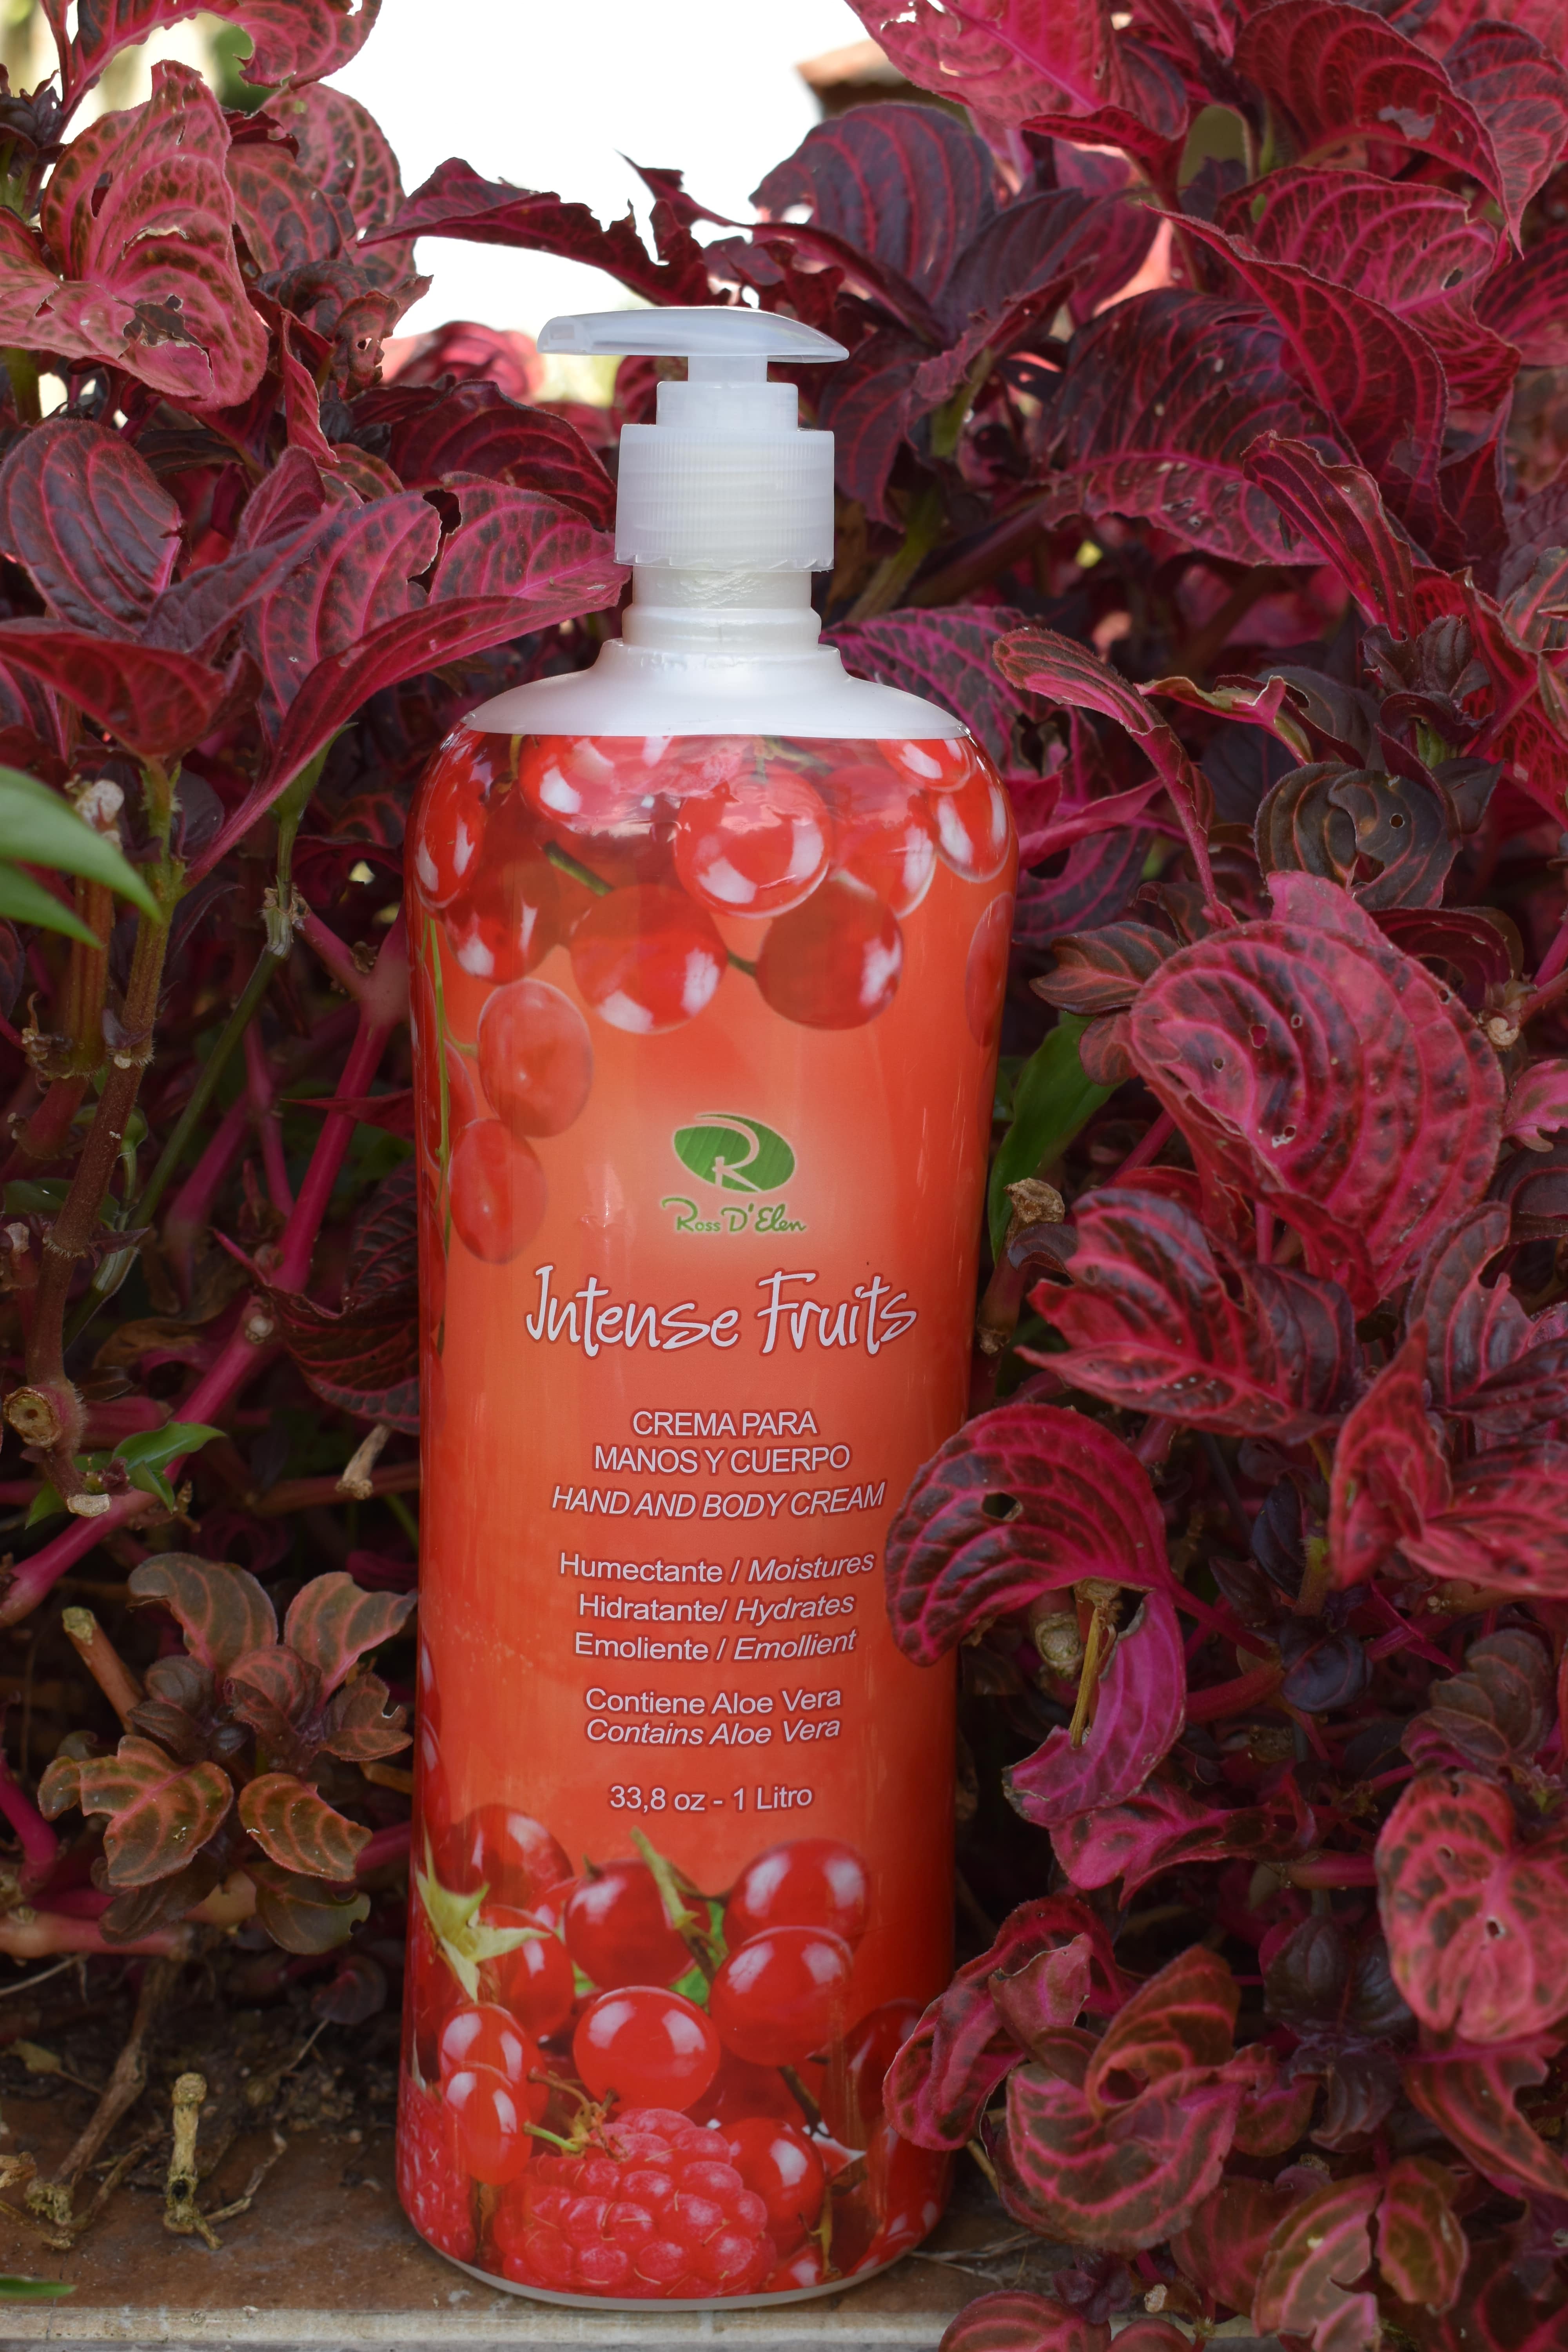 R
Ross D'Elen
Intense Fruits
CREMA PARA
MANOS Y CUERPO
HAND AND BODY CREAM
Humectante / Moistures
Hidratante/ Hydrates
Emoliente / Emollient
Contiene Aloe Vera
Contains Aloe Vera
33,8 oz - 1 Litro